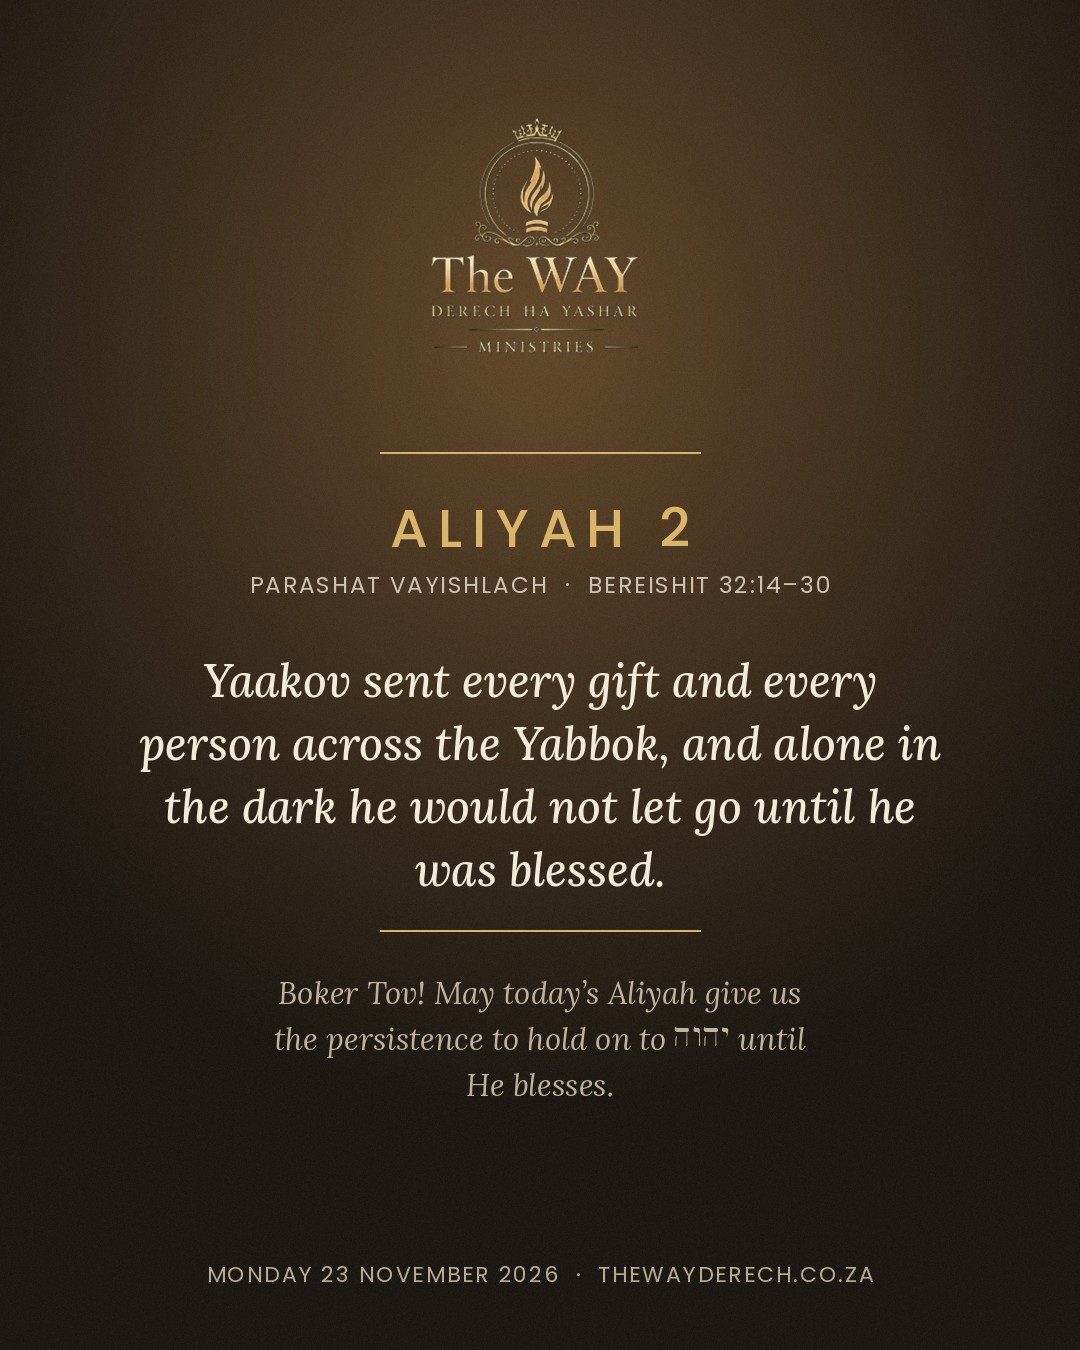 The WAY
DERECH HA YASHAR
MINISTRIES
ALIYAH 2
PARASHAT VAYISHLACH · BEREISHIT 32:14–30
Yaakov sent every gift and every
person across the Yabbok, and alone in
the dark he would not let go until he
was blessed.
Boker Tov! May today’s Aliyah give us
the persistence to hold on to יהוה until
He blesses.
MONDAY 23 NOVEMBER 2026 · THEWAYDERECH.CO.ZA